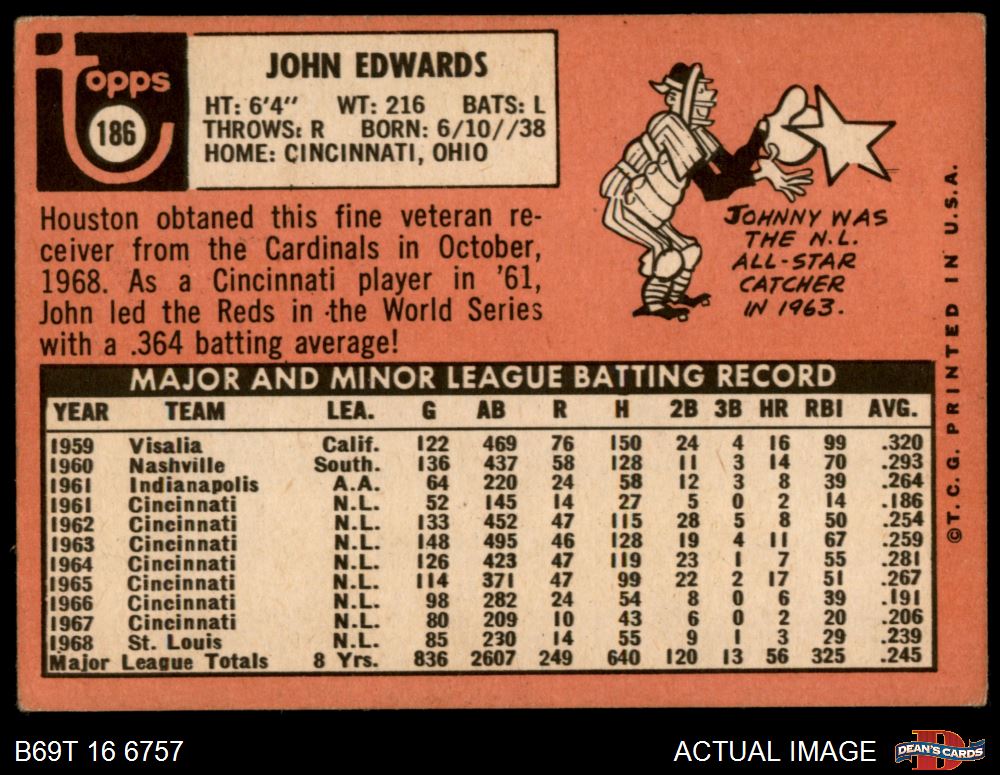 topps
186
JOHN EDWARDS
HT: 6'4" WT: 216 BATS: L
THROWS: R BORN: 6/10//38
HOME: CINCINNATI, OHIO
Houston obtaned this fine veteran re-
ceiver from the Cardinals in October,
1968. As a Cincinnati player in '61,
John led the Reds in the World Series
with a .364 batting average!
JOHNNY WAS
THE N.L.
ALL-STAR
CATCHER
IN 1963.
MAJOR AND MINOR LEAGUE BATTING RECORD
YEAR TEAM LEA. G AB R H 2B 3B HR RBI AVG.
1959 Visalia Calif. 122 469 76 150 24 4 16 99 .320
1960 Nashville South. 136 437 58 128 11 3 14 70 .293
1961 Indianapolis A.A. 64 220 24 58 12 3 8 39 .264
1961 Cincinnati N.L. 52 145 14 27 5 0 2 14 .186
1962 Cincinnati N.L. 133 452 47 115 28 5 8 50 .254
1963 Cincinnati N.L. 148 495 46 128 19 4 11 67 .259
1964 Cincinnati N.L. 126 423 47 119 23 1 7 55 .281
1965 Cincinnati N.L. 114 371 47 99 22 2 17 51 .267
1966 Cincinnati N.L. 98 282 24 54 8 0 6 39 .191
1967 Cincinnati N.L. 80 209 10 43 6 0 2 20 .206
1968 St. Louis N.L. 85 230 14 55 9 1 3 29 .239
Major League Totals 8 Yrs. 836 2607 249 640 120 13 56 325 .245
©T.C.G. PRINTED IN U.S.A.
B69T 16 6757
ACTUAL IMAGE
D
DEAN'S CARDS